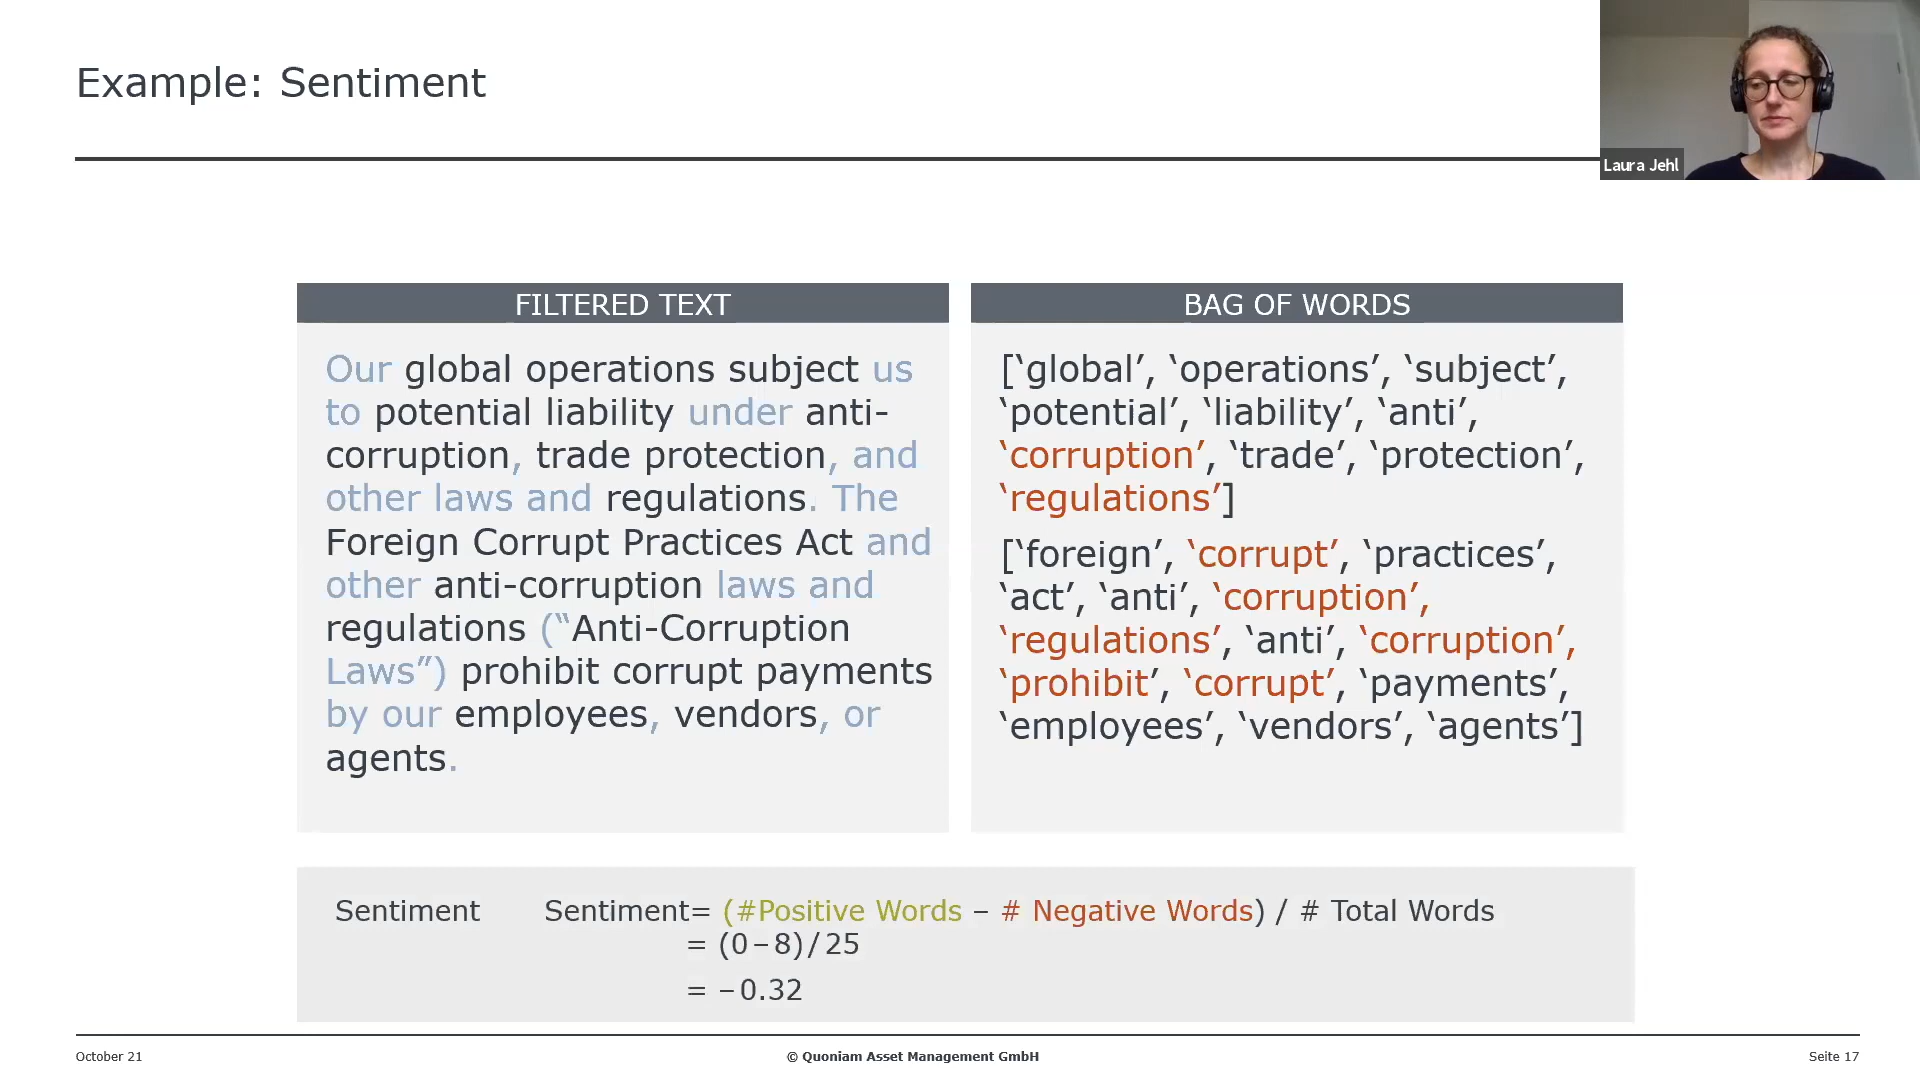 Example: Sentiment
Laura Jehl
FILTERED TEXT
Our global operations subject us
to potential liability under anti-
corruption, trade protection, and
other laws and regulations. The
Foreign Corrupt Practices Act and
other anti-corruption laws and
regulations (“Anti-Corruption
Laws”) prohibit corrupt payments
by our employees, vendors, or
agents.
BAG OF WORDS
[‘global’, ‘operations’, ‘subject’,
‘potential’, ‘liability’, ‘anti’,
‘corruption’, ‘trade’, ‘protection’,
‘regulations’]
[‘foreign’, ‘corrupt’, ‘practices’,
‘act’, ‘anti’, ‘corruption’,
‘regulations’, ‘anti’, ‘corruption’,
‘prohibit’, ‘corrupt’, ‘payments’,
‘employees’, ‘vendors’, ‘agents’]
Sentiment
Sentiment= (#Positive Words – # Negative Words) / # Total Words
= (0–8)/25
= –0.32
October 21
© Quoniam Asset Management GmbH
Seite 17